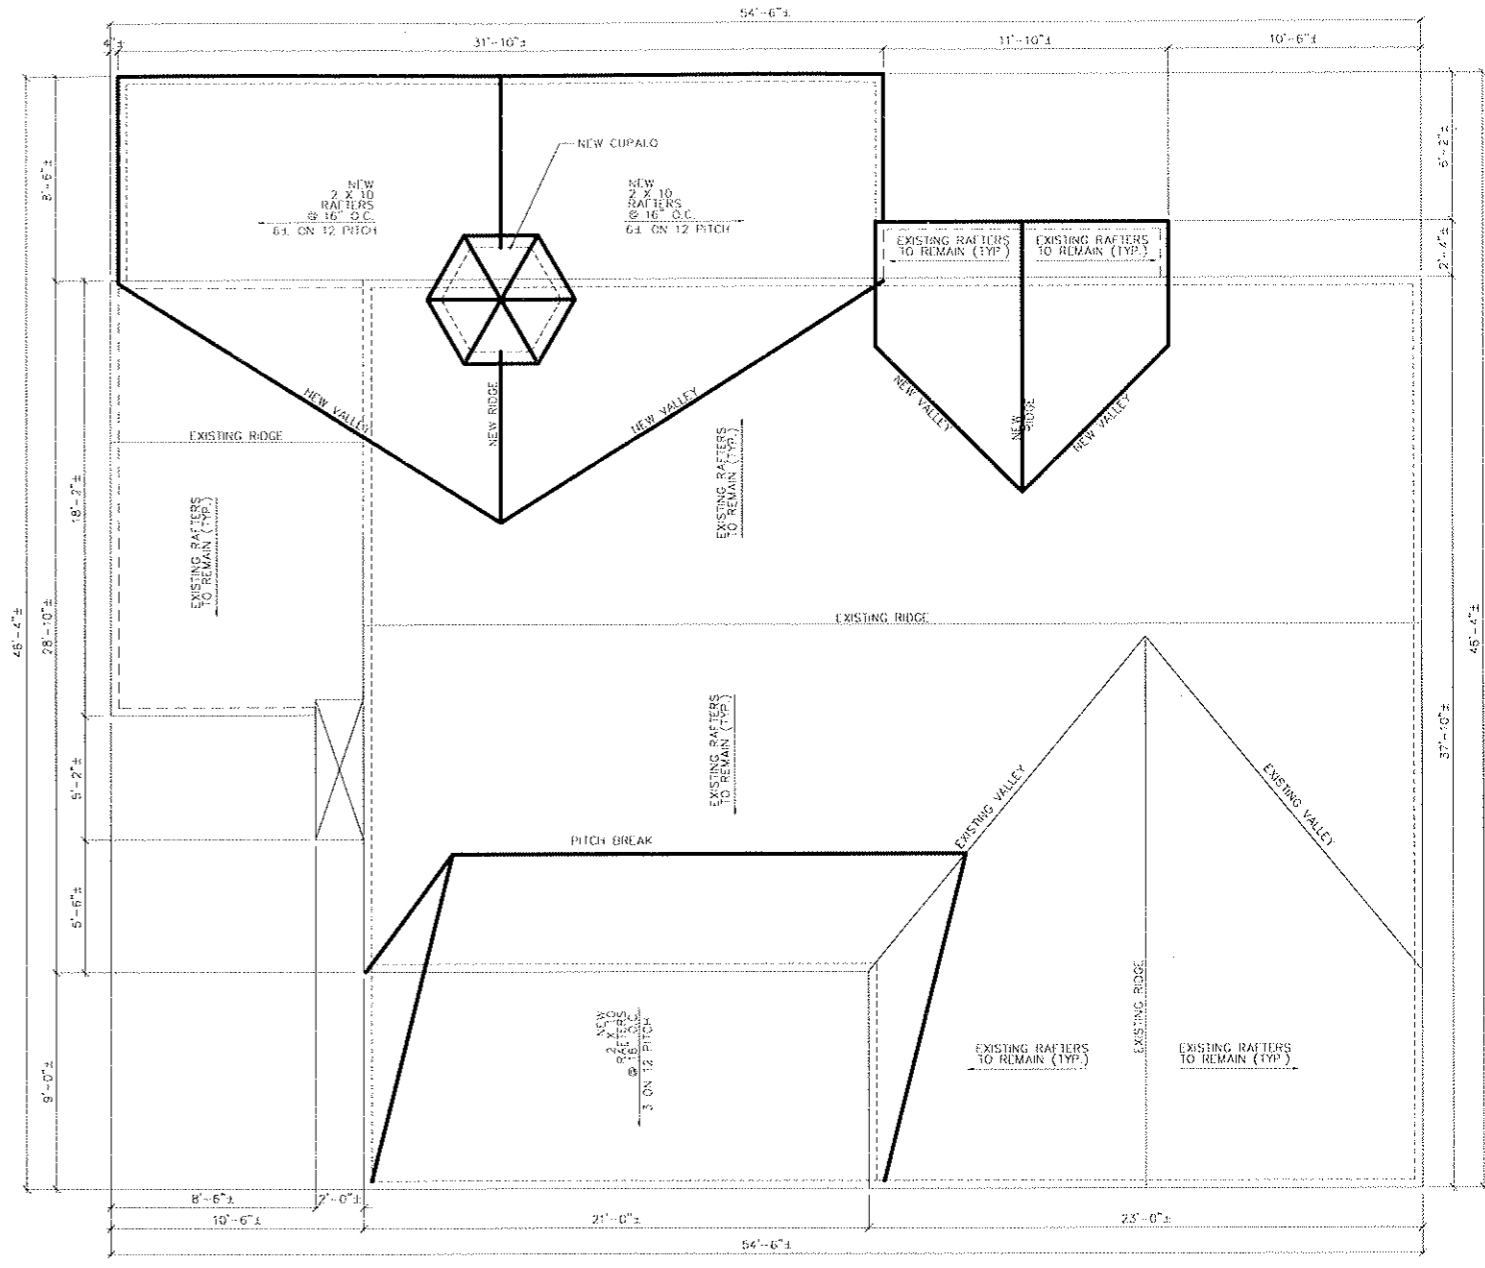 54'-6"±
4"±
31'-10"±
11'-10"±
10'-6"±
NEW CUPALO
NEW
2 X 10
RAFTERS
@ 16" O.C.
6± ON 12 PITCH
NEW
2 X 10
RAFTERS
@ 16" O.C.
6± ON 12 PITCH
8'-6"±
6'-2"±
2'-4"±
EXISTING RAFTERS
TO REMAIN (TYP.)
EXISTING RAFTERS
TO REMAIN (TYP.)
NEW VALLEY
NEW RIDGE
NEW VALLEY
NEW VALLEY
NEW
RIDGE
NEW VALLEY
EXISTING RIDGE
EXISTING RAFTERS
TO REMAIN (TYP.)
EXISTING RAFTERS
TO REMAIN (TYP.)
18'-2"±
46'-4"±
28'-10"±
45'-4"±
EXISTING RIDGE
EXISTING RAFTERS
TO REMAIN (TYP.)
37'-10"±
5'-2"±
EXISTING VALLEY
EXISTING VALLEY
PITCH BREAK
5'-6"±
9'-0"±
NEW
2 X 10
RAFTERS
@ 16" O.C.
3 ON 12 PITCH
EXISTING RIDGE
EXISTING RAFTERS
TO REMAIN (TYP.)
EXISTING RAFTERS
TO REMAIN (TYP.)
8'-6"±
2'-0"±
10'-6"±
21'-0"±
23'-0"±
54'-6"±